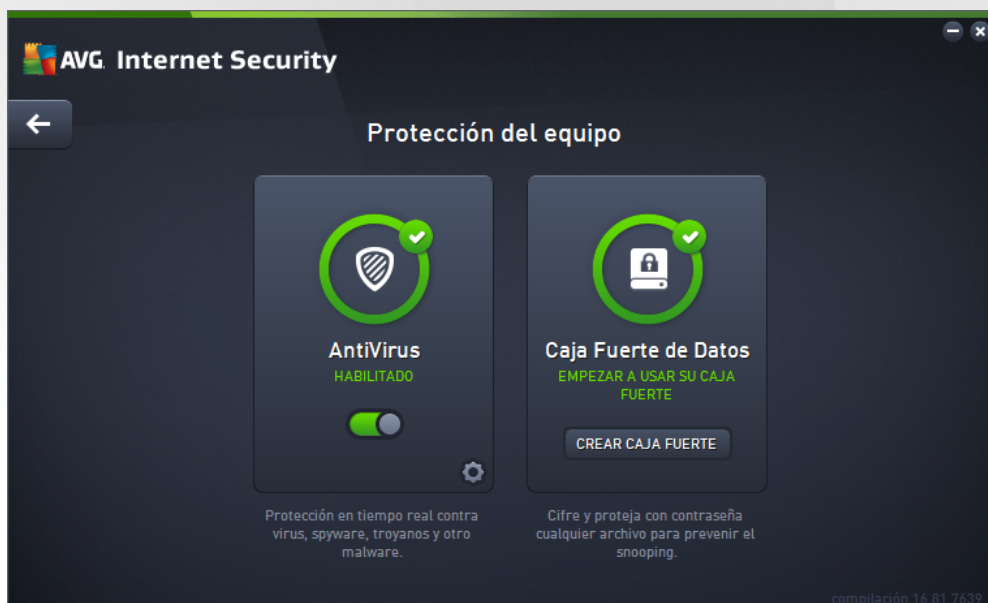 AVG Internet Security
Protección del equipo
AntiVirus
HABILITADO
Protección en tiempo real contra
virus, spyware, troyanos y otro
malware.
Caja Fuerte de Datos
EMPEZAR A USAR SU CAJA
FUERTE
CREAR CAJA FUERTE
Cifre y proteja con contraseña
cualquier archivo para prevenir el
snooping.
compilación 16.81.7639